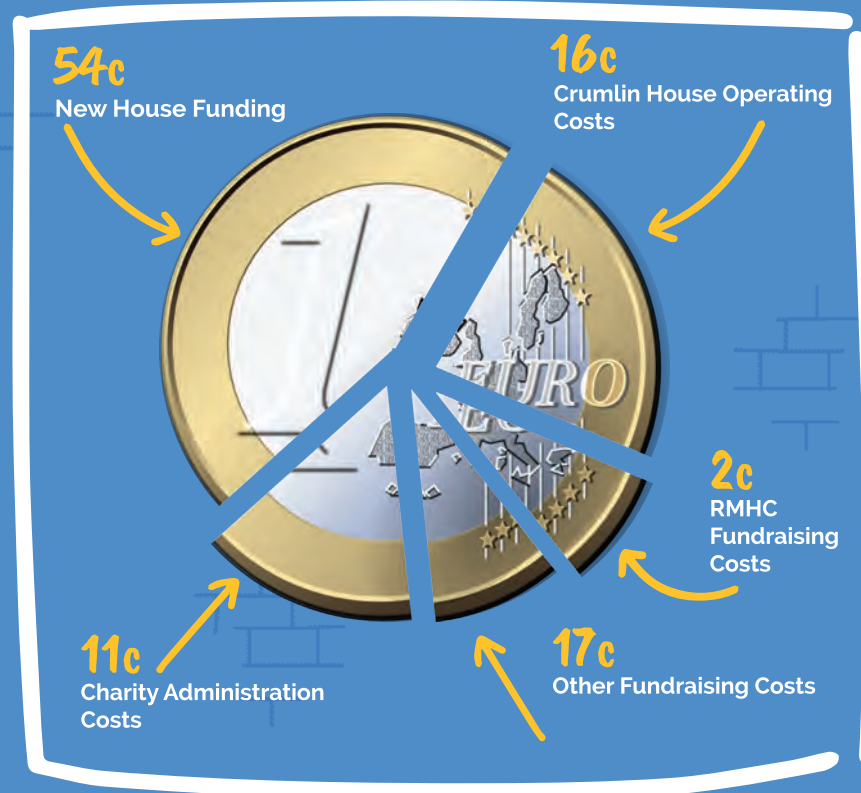 54c
New House Funding
16c
Crumlin House Operating
Costs
EURO
2c
RMHC
Fundraising
Costs
11c
Charity Administration
Costs
17c
Other Fundraising Costs